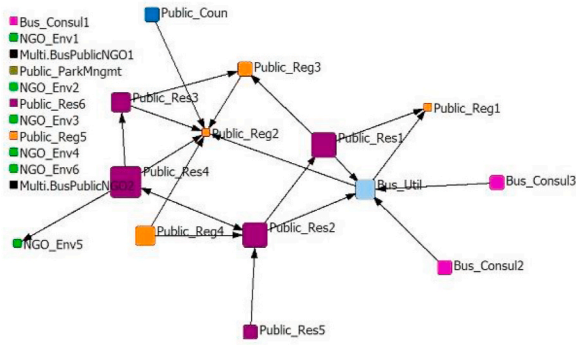 Bus_Consul1
NGO_Env1
Multi.BusPublicNGO1
Public_ParkMngmt
NGO_Env2
Public_Res6
NGO_Env3
Public_Reg5
NGO_Env4
NGO_Env6
Multi.BusPublicNGO2
Public_Coun
Public_Reg3
Public_Res3
Public_Reg1
Public_Reg2
Public_Res1
Public_Res4
Bus_Util
Bus_Consul3
Public_Reg4
Public_Res2
NGO_Env5
Bus_Consul2
Public_Res5